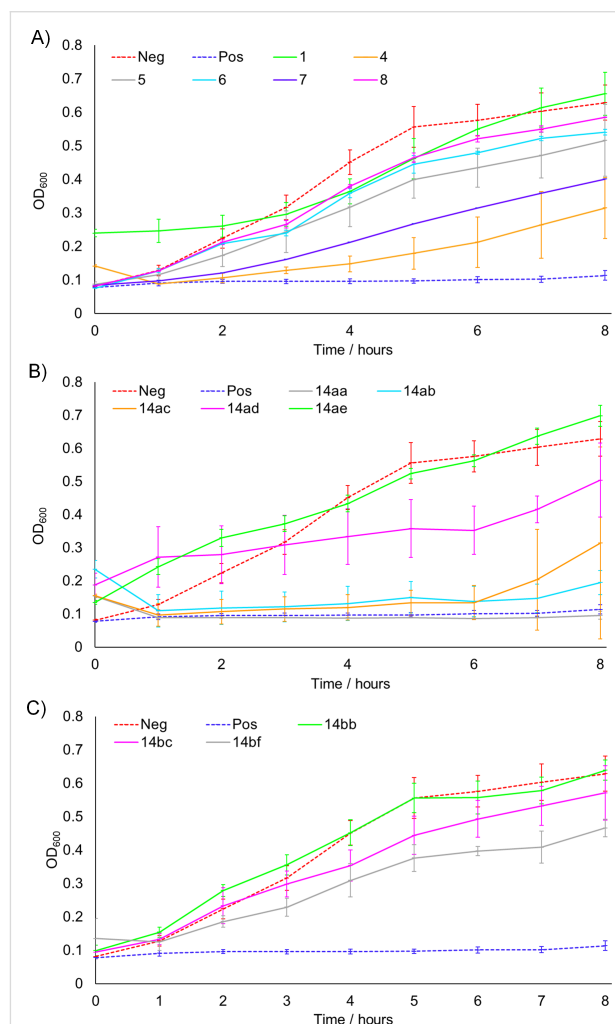 A)
Neg Pos 1 4
5 6 7 8
0.8
0.7
0.6
0.5
0.4
0.3
0.2
0.1
0
OD600
0 2 4 6 8
Time / hours
B)
Neg Pos 14aa 14ab
14ac 14ad 14ae
0.8
0.7
0.6
0.5
0.4
0.3
0.2
0.1
0
OD600
0 2 4 6 8
Time / hours
C)
Neg Pos 14bb
14bc 14bf
0.8
0.7
0.6
0.5
0.4
0.3
0.2
0.1
0
OD600
0 1 2 3 4 5 6 7 8
Time / hours